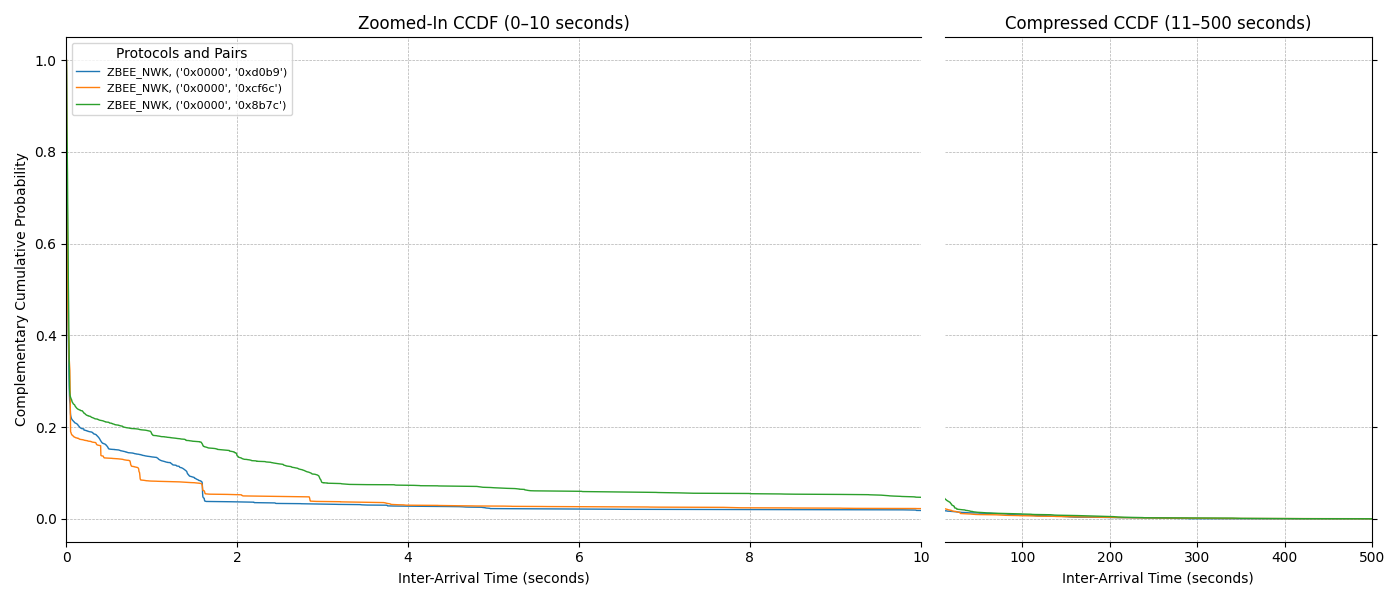 Zoomed-In CCDF (0–10 seconds)
Compressed CCDF (11–500 seconds)
Complementary Cumulative Probability
1.0
0.8
0.6
0.4
0.2
0.0
Protocols and Pairs
ZBEE_NWK, ('0x0000', '0xd0b9')
ZBEE_NWK, ('0x0000', '0xcf6c')
ZBEE_NWK, ('0x0000', '0x8b7c')
0 2 4 6 8 10
100 200 300 400 500
Inter-Arrival Time (seconds)
Inter-Arrival Time (seconds)